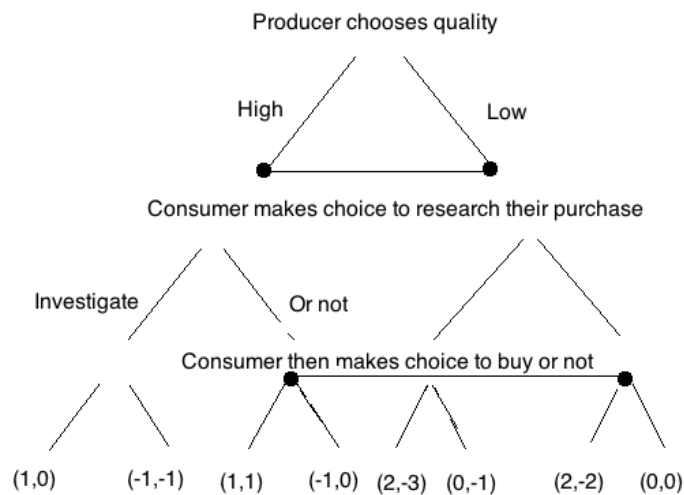 Producer chooses quality
High
Low
Consumer makes choice to research their purchase
Investigate
Or not
Consumer then makes choice to buy or not
(1,0)
(-1,-1)
(1,1)
(-1,0)
(2,-3)
(0,-1)
(2,-2)
(0,0)